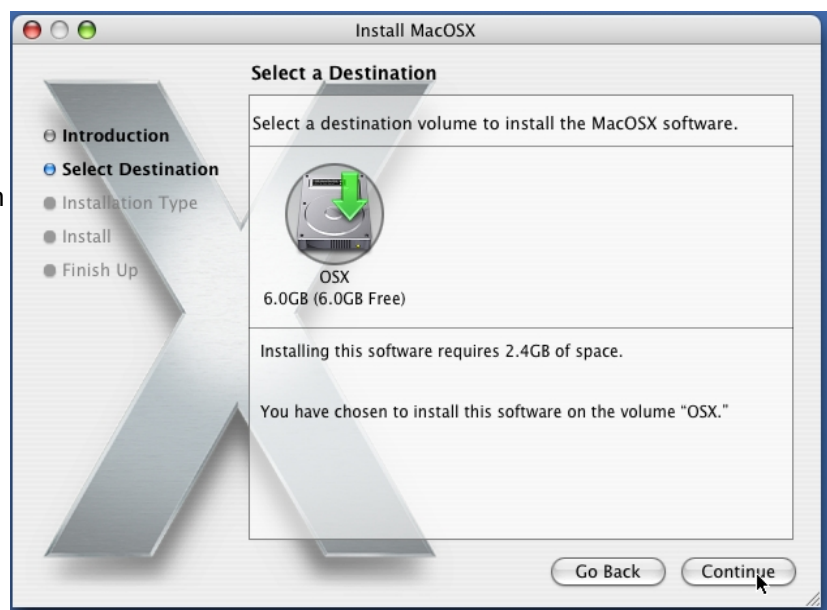 Install MacOSX
Select a Destination
Introduction
Select Destination
Installation Type
Install
Finish Up
Select a destination volume to install the MacOSX software.
OSX
6.0GB (6.0GB Free)
Installing this software requires 2.4GB of space.
You have chosen to install this software on the volume “OSX.”
Go Back
Continue